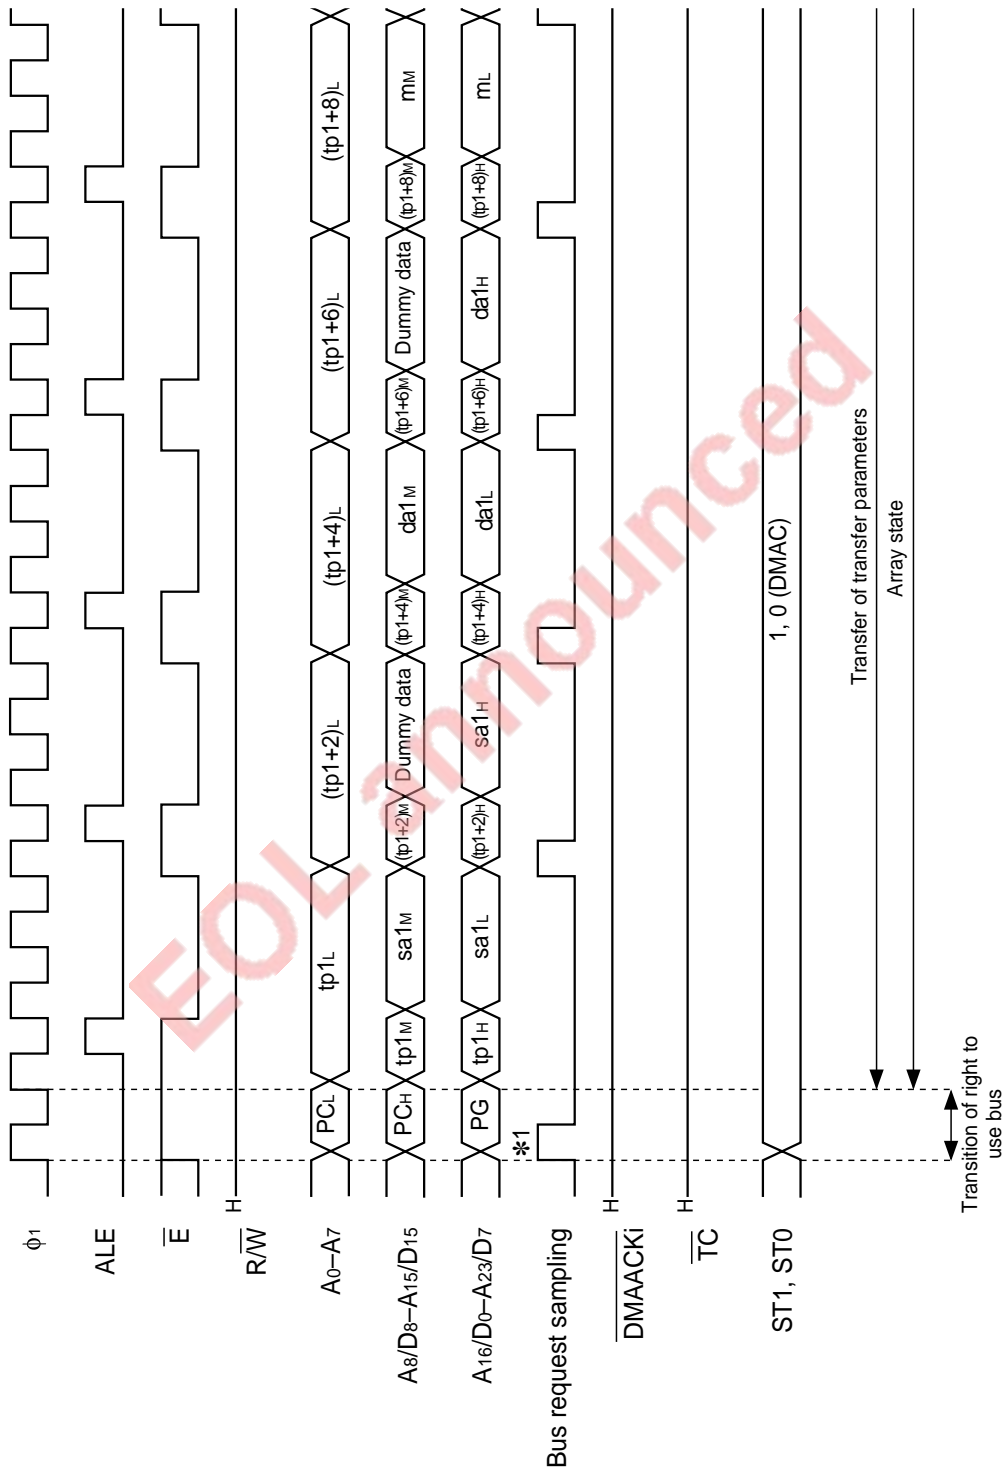 φ1
ALE
E
R/W
H
A0–A7
PCL
tp1L
(tp1+2)L
(tp1+4)L
(tp1+6)L
(tp1+8)L
A8/D8–A15/D15
PCH
tp1M
sa1M
(tp1+2)M
Dummy data
(tp1+4)M
da1M
(tp1+6)M
Dummy data
(tp1+8)M
mM
A16/D0–A23/D7
PG
tp1H
sa1L
(tp1+2)H
sa1H
(tp1+4)H
da1L
(tp1+6)H
da1H
(tp1+8)H
mL
✻1
Bus request sampling
DMAACKi
H
TC
H
ST1, ST0
1, 0 (DMAC)
Transfer of transfer parameters
Array state
Transition of right to
use bus
EOL announced